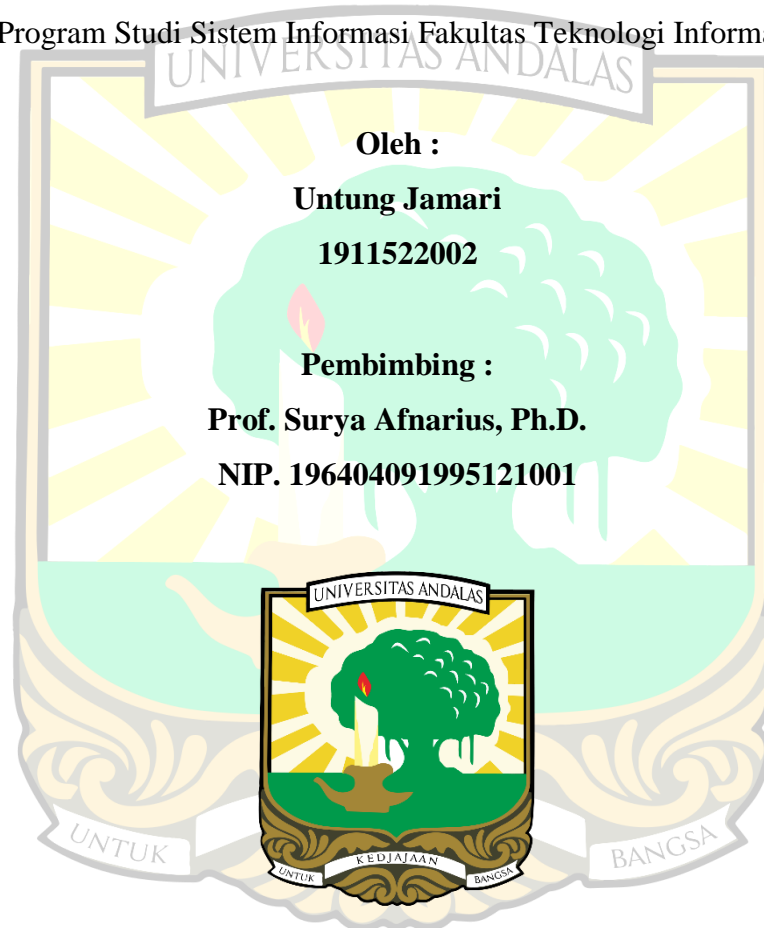 Program Studi Sistem Informasi Fakultas Teknologi Informa
UNIVERSITAS ANDALAS
Oleh :
Untung Jamari
1911522002
Pembimbing :
Prof. Surya Afnarius, Ph.D.
NIP. 196404091995121001
UNIVERSITAS ANDALAS
KEDJAJAAN
UNTUK BANGSA
UNTUK BANGSA